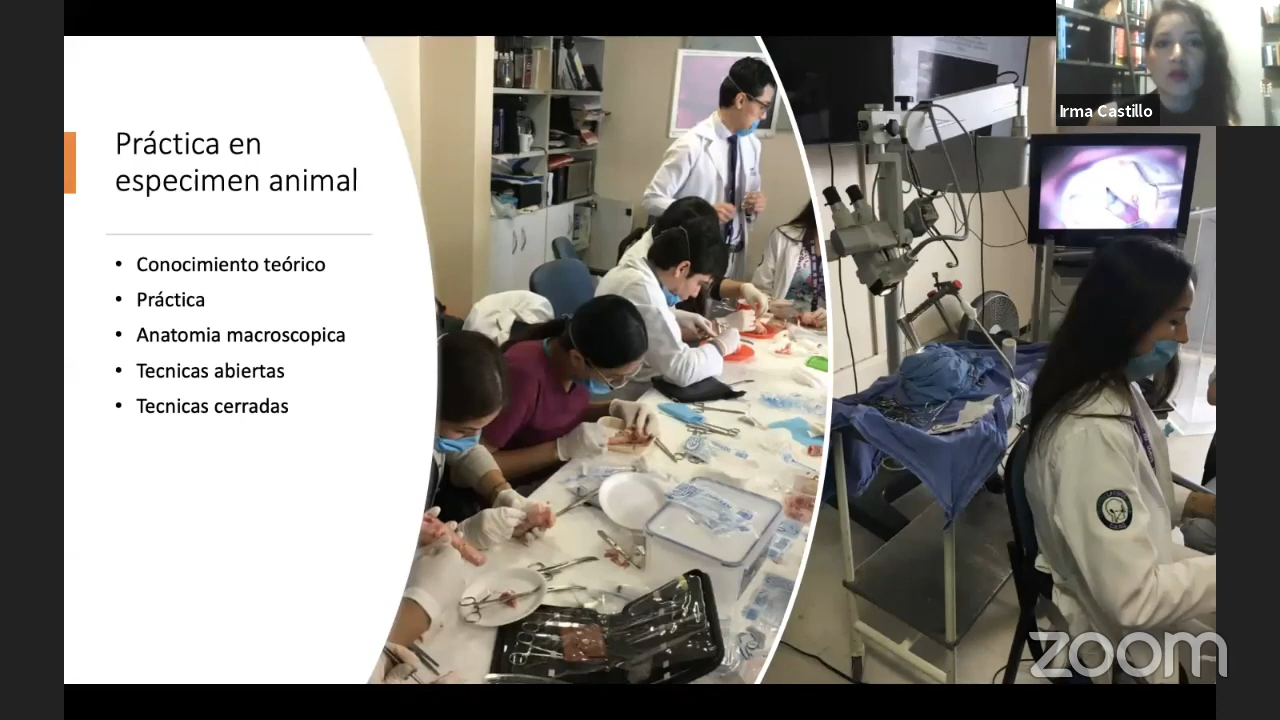 Práctica en
especimen animal
• Conocimiento teórico
• Práctica
• Anatomia macroscopica
• Tecnicas abiertas
• Tecnicas cerradas
Irma Castillo
zoom